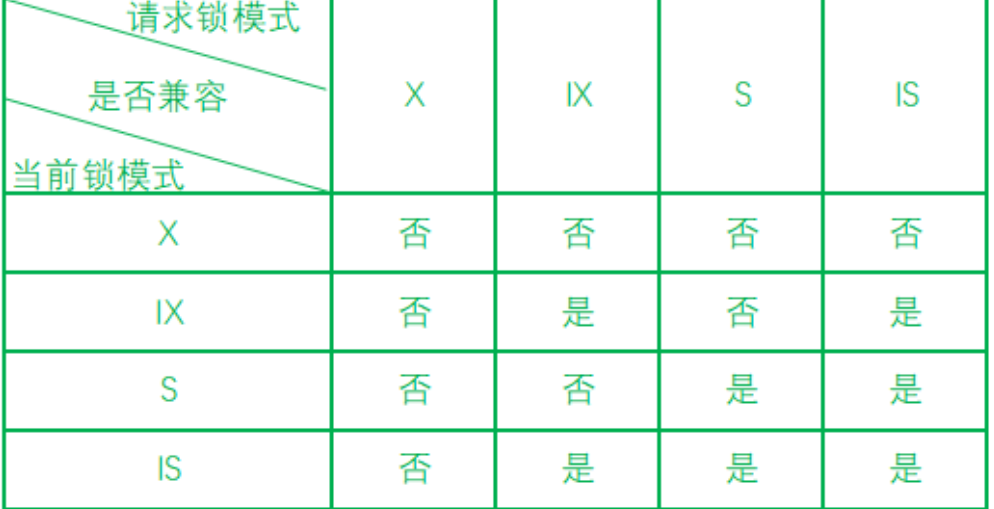 请求锁模式
是否兼容
当前锁模式
X IX S IS
X 否 否 否 否
IX 否 是 否 是
S 否 否 是 是
IS 否 是 是 是